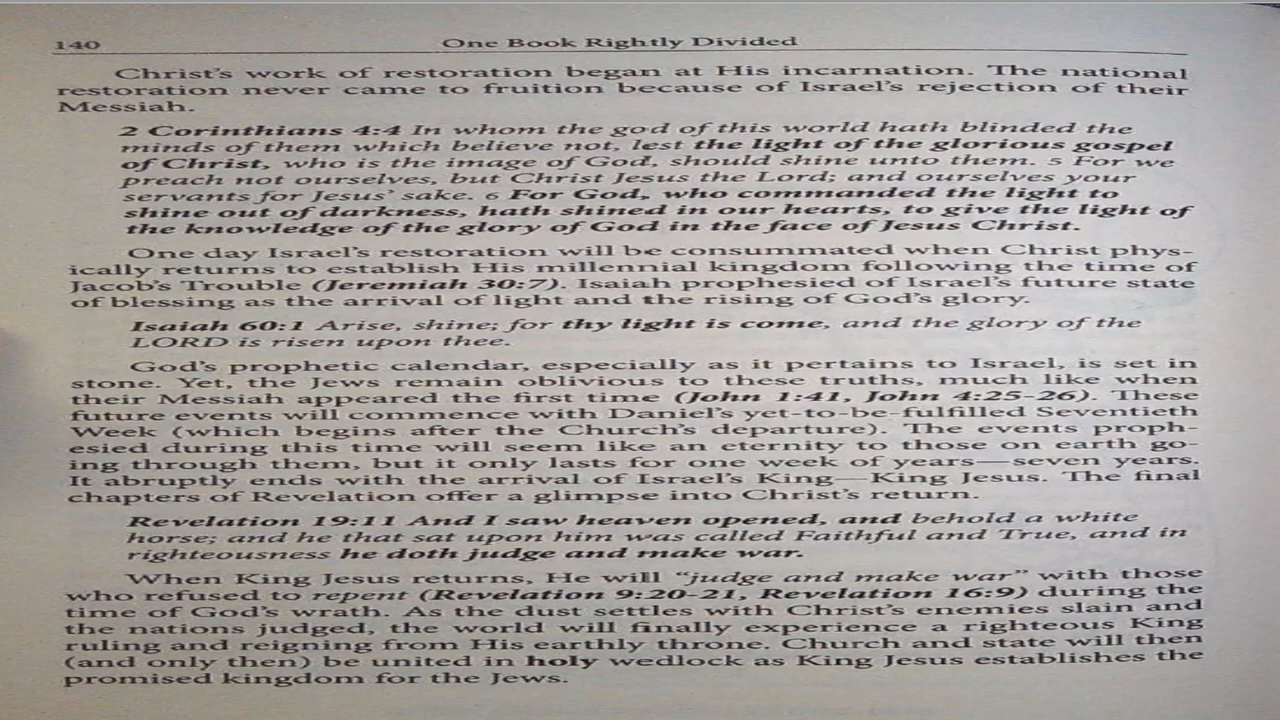 140
One Book Rightly Divided
Christ's work of restoration began at His incarnation. The national
restoration never came to fruition because of Israel's rejection of their
Messiah.
2 Corinthians 4:4 In whom the god of this world hath blinded the
minds of them which believe not, lest the light of the glorious gospel
of Christ, who is the image of God, should shine unto them. 5 For we
preach not ourselves, but Christ Jesus the Lord; and ourselves your
servants for Jesus' sake. 6 For God, who commanded the light to
shine out of darkness, hath shined in our hearts, to give the light of
the knowledge of the glory of God in the face of Jesus Christ.
One day Israel's restoration will be consummated when Christ phys-
ically returns to establish His millennial kingdom following the time of
Jacob's Trouble (Jeremiah 30:7). Isaiah prophesied of Israel's future state
of blessing as the arrival of light and the rising of God's glory.
Isaiah 60:1 Arise, shine; for thy light is come, and the glory of the
LORD is risen upon thee.
God's prophetic calendar, especially as it pertains to Israel, is set in
stone. Yet, the Jews remain oblivious to these truths, much like when
their Messiah appeared the first time (John 1:41, John 4:25-26). These
future events will commence with Daniel's yet-to-be-fulfilled Seventieth
Week (which begins after the Church's departure). The events proph-
esied during this time will seem like an eternity to those on earth go-
ing through them, but it only lasts for one week of years—seven years.
It abruptly ends with the arrival of Israel's King—King Jesus. The final
chapters of Revelation offer a glimpse into Christ's return.
Revelation 19:11 And I saw heaven opened, and behold a white
horse; and he that sat upon him was called Faithful and True, and in
righteousness he doth judge and make war.
When King Jesus returns, He will "judge and make war" with those
who refused to repent (Revelation 9:20-21, Revelation 16:9) during the
time of God's wrath. As the dust settles with Christ's enemies slain and
the nations judged, the world will finally experience a righteous King
ruling and reigning from His earthly throne. Church and state will then
(and only then) be united in holy wedlock as King Jesus establishes the
promised kingdom for the Jews.